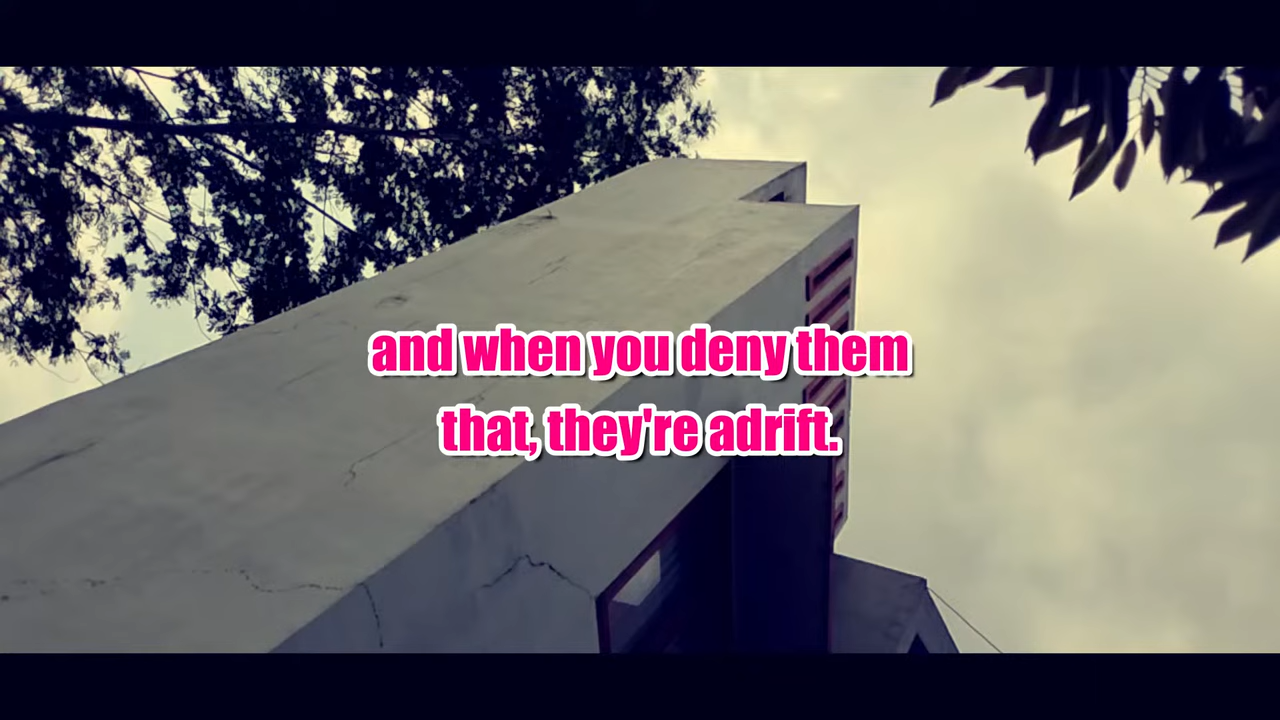 and when you deny them
that, they're adrift.